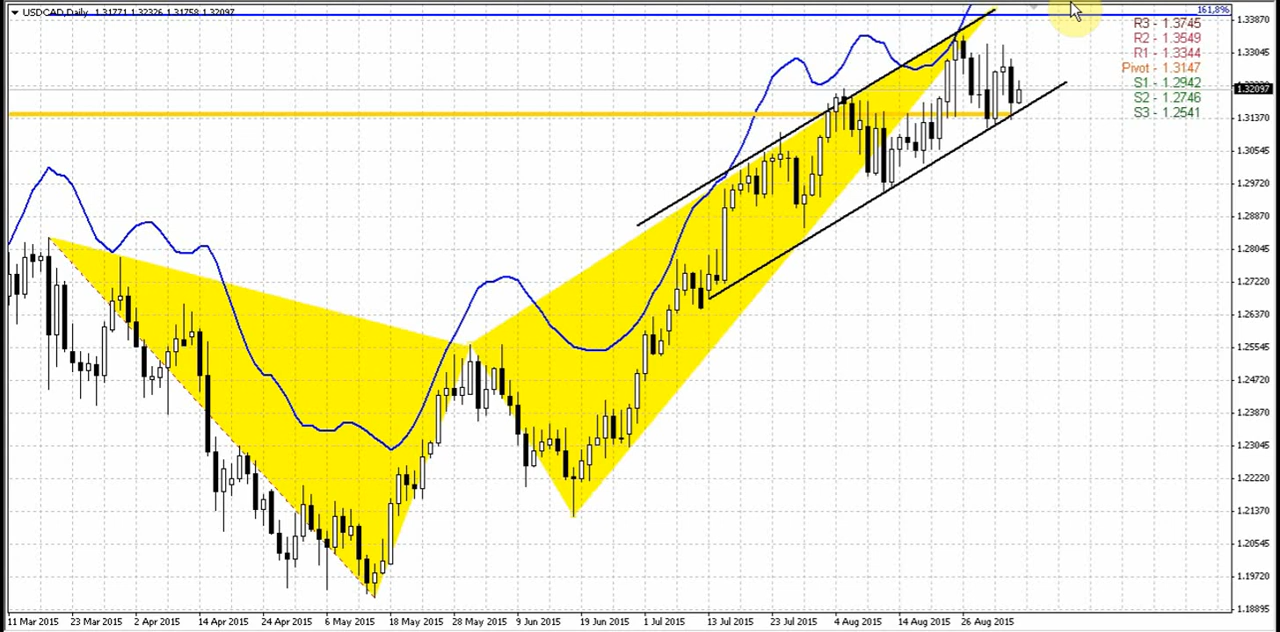 USDCAD,Daily 1.31771 1.32326 1.31758 1.32097
161,8%
R3 - 1.3745
R2 - 1.3549
R1 - 1.3344
Pivot - 1.3147
S1 - 1.2942
S2 - 1.2746
S3 - 1.2541
1.33870
1.33045
1.32097
1.31370
1.30545
1.29720
1.28870
1.28045
1.27220
1.26370
1.25545
1.24720
1.23870
1.23045
1.22220
1.21370
1.20545
1.19720
1.18895
11 Mar 2015 23 Mar 2015 2 Apr 2015 14 Apr 2015 24 Apr 2015 6 May 2015 18 May 2015 28 May 2015 9 Jun 2015 19 Jun 2015 1 Jul 2015 13 Jul 2015 23 Jul 2015 4 Aug 2015 14 Aug 2015 26 Aug 2015